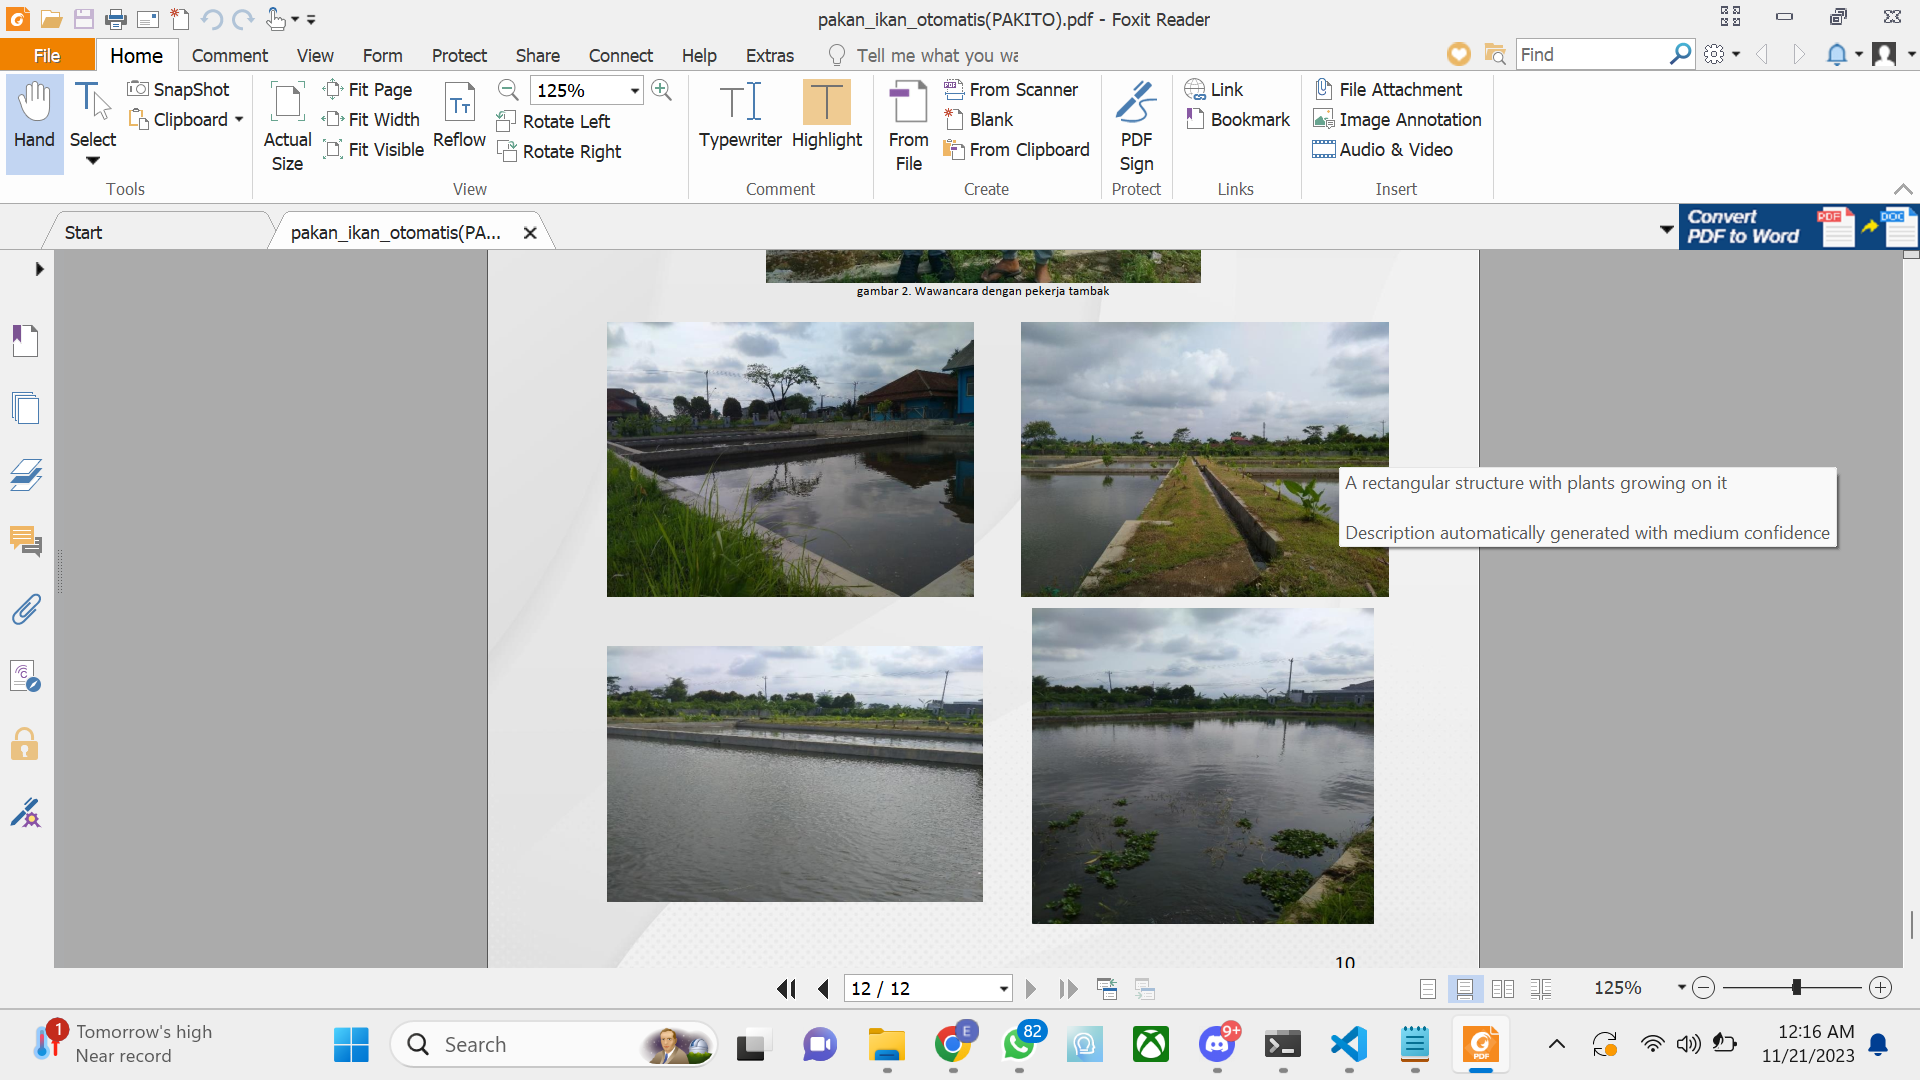 pakan_ikan_otomatis(PAKITO).pdf - Foxit Reader
File Home Comment View Form Protect Share Connect Help Extras Tell me what you wa Find
Hand
Select
SnapShot
Clipboard
Tools
Actual Size
Fit Page
Fit Width
Fit Visible
Reflow
125%
Rotate Left
Rotate Right
View
Typewriter
Highlight
Comment
From File
From Scanner
Blank
From Clipboard
Create
PDF Sign
Protect
Link
Bookmark
Links
File Attachment
Image Annotation
Audio & Video
Insert
Start
pakan_ikan_otomatis(PA...
Convert
PDF to Word
PDF
DOC
gambar 2. Wawancara dengan pekerja tambak
A rectangular structure with plants growing on it
Description automatically generated with medium confidence
10
12 / 12
125%
1
Tomorrow's high
Near record
Search
E
82
9+
PDF
12:16 AM
11/21/2023